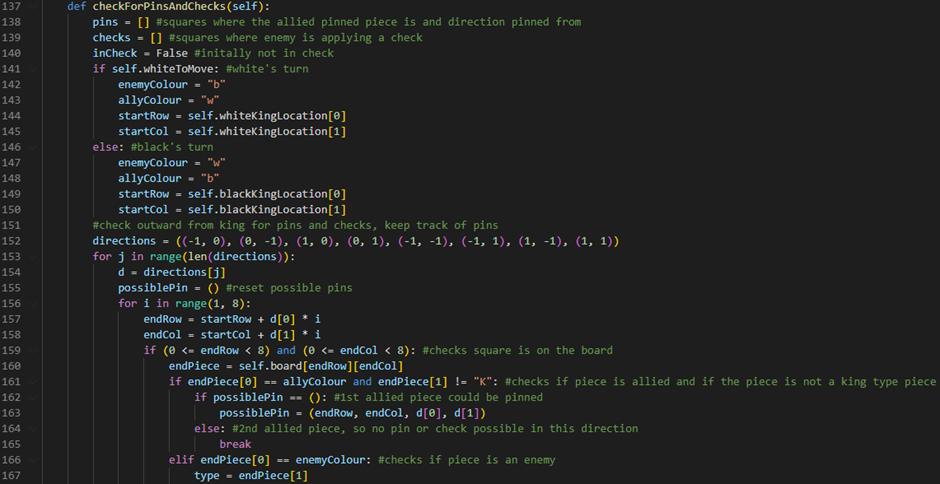 137 def checkForPinsAndChecks(self):
138 pins = [] #squares where the allied pinned piece is and direction pinned from
139 checks = [] #squares where enemy is applying a check
140 inCheck = False #initally not in check
141 if self.whiteToMove: #white's turn
142 enemyColour = "b"
143 allyColour = "w"
144 startRow = self.whiteKingLocation[0]
145 startCol = self.whiteKingLocation[1]
146 else: #black's turn
147 enemyColour = "w"
148 allyColour = "b"
149 startRow = self.blackKingLocation[0]
150 startCol = self.blackKingLocation[1]
151 #check outward from king for pins and checks, keep track of pins
152 directions = ((-1, 0), (0, -1), (1, 0), (0, 1), (-1, -1), (-1, 1), (1, -1), (1, 1))
153 for j in range(len(directions)):
154 d = directions[j]
155 possiblePin = () #reset possible pins
156 for i in range(1, 8):
157 endRow = startRow + d[0] * i
158 endCol = startCol + d[1] * i
159 if (0 <= endRow < 8) and (0 <= endCol < 8): #checks square is on the board
160 endPiece = self.board[endRow][endCol]
161 if endPiece[0] == allyColour and endPiece[1] != "K": #checks if piece is allied and if the piece is not a king type piece
162 if possiblePin == (): #1st allied piece could be pinned
163 possiblePin = (endRow, endCol, d[0], d[1])
164 else: #2nd allied piece, so no pin or check possible in this direction
165 break
166 elif endPiece[0] == enemyColour: #checks if piece is an enemy
167 type = endPiece[1]